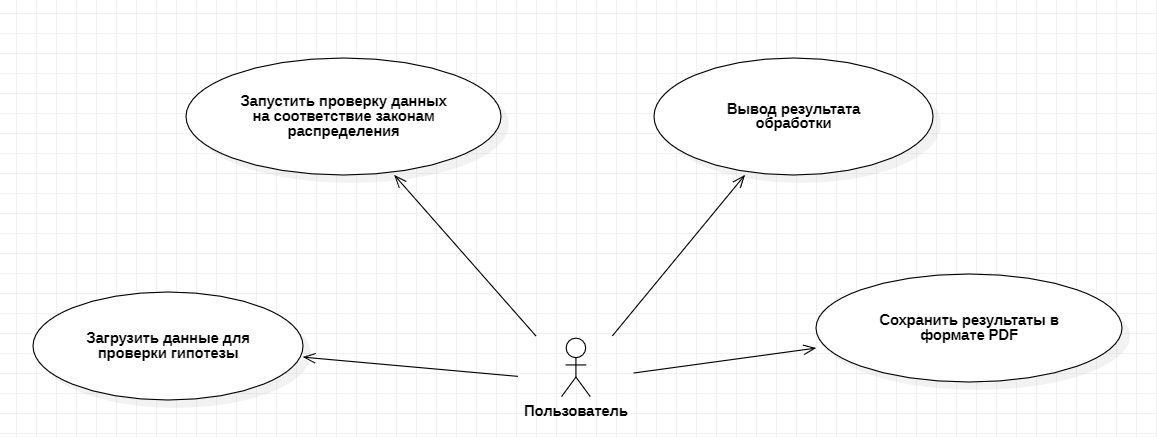 Запустить проверку данных
на соответствие законам
распределения
Вывод результата
обработки
Загрузить данные для
проверки гипотезы
Сохранить результаты в
формате PDF
Пользователь